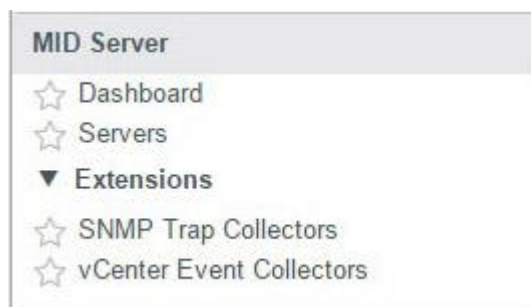 MID Server
Dashboard
Servers
Extensions
SNMP Trap Collectors
vCenter Event Collectors